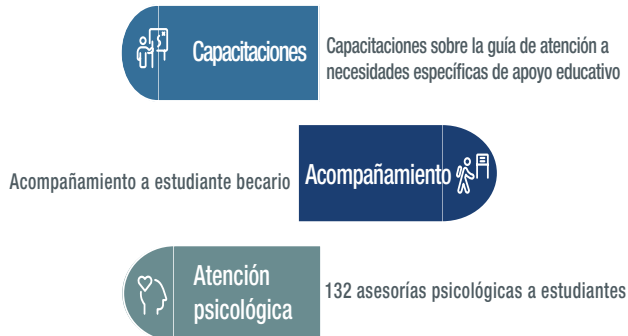 Capacitaciones
Capacitaciones sobre la guía de atención a
necesidades específicas de apoyo educativo
Acompañamiento a estudiante becario
Acompañamiento
Atención
psicológica
132 asesorías psicológicas a estudiantes